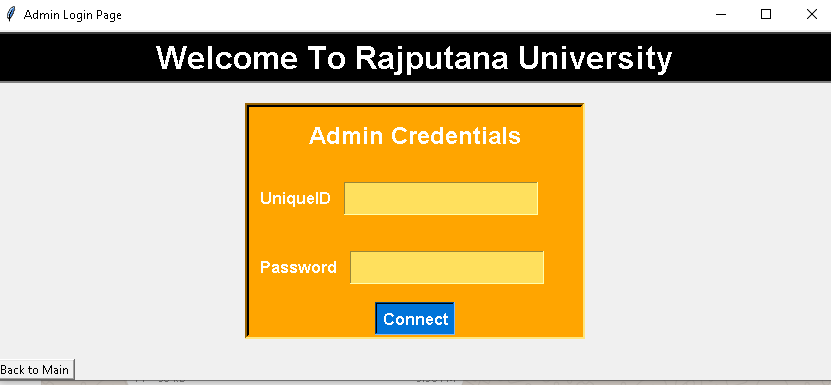 Admin Login Page
Welcome To Rajputana University
Admin Credentials
UniqueID
Password
Connect
Back to Main